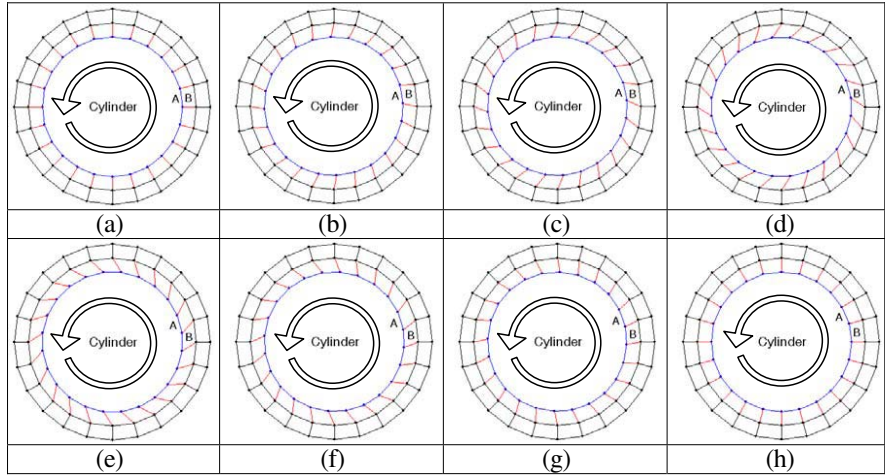 A B
Cylinder
A B
Cylinder
A B
Cylinder
A B
Cylinder
(a) (b) (c) (d)
A
B
Cylinder
A
B
Cylinder
A
B
Cylinder
A
B
Cylinder
(e) (f) (g) (h)